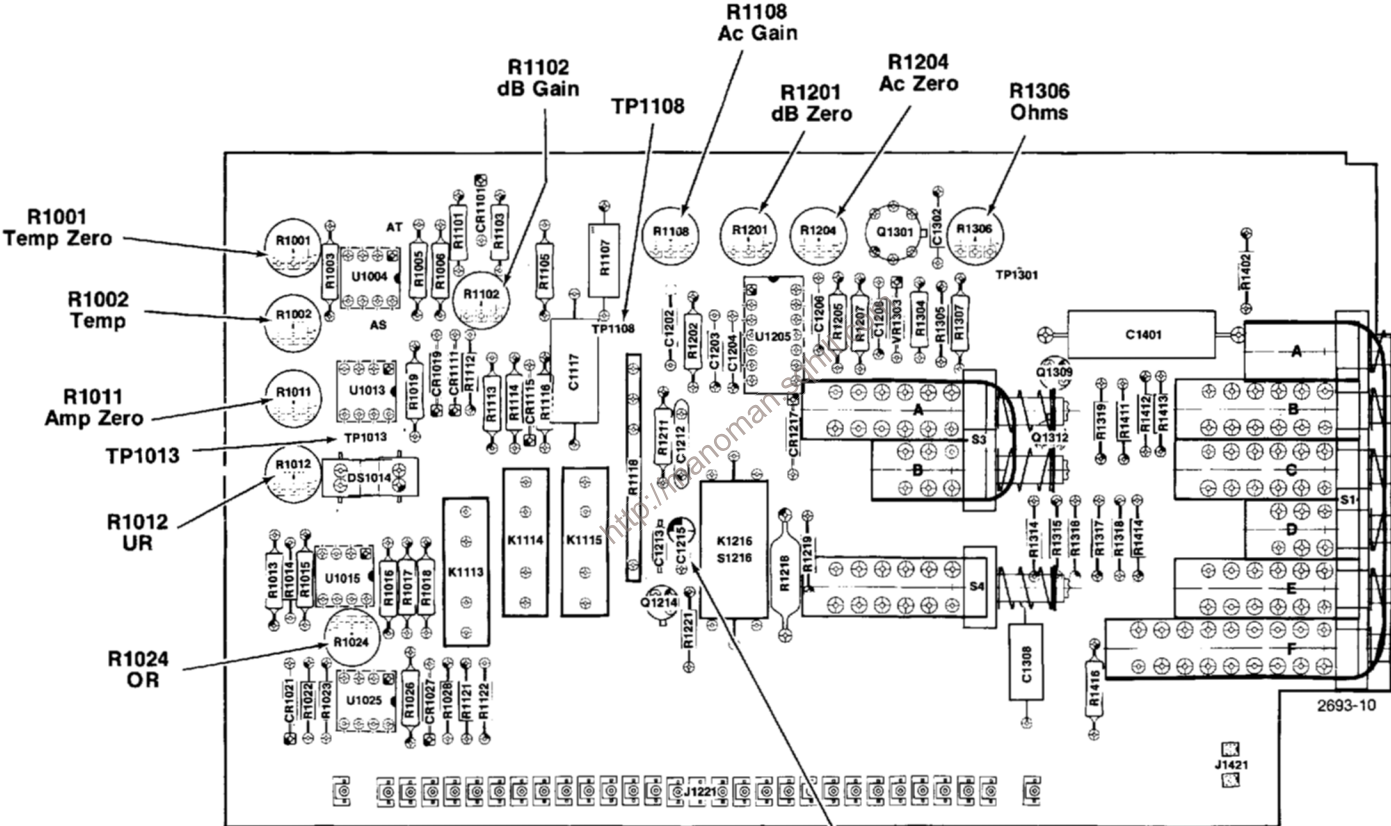 R1108
Ac Gain
R1102
dB Gain
TP1108
R1201
dB Zero
R1204
Ac Zero
R1306
Ohms
R1001
Temp Zero
R1002
Temp
R1011
Amp Zero
TP1013
R1012
UR
R1024
OR
R1001
R1003
U1004
AT
AS
R1005
R1006
R1101
CR1101
R1103
R1102
R1105
R1107
TP1108
R1108
R1201
R1204
Q1301
C1302
R1306
TP1301
R1402
R1002
R1011
U1013
R1019
CR1019
CR1111
R1112
R1113
R1114
CR1115
R1116
C1117
R1118
C1202
R1202
C1203
C1204
U1205
C1206
R1205
R1207
C1208
VR1303
R1304
R1305
R1307
C1401
Q1309
R1319
R1411
R1412
R1413
A
B
C
D
E
F
S1
TP1013
R1012
DS1014
R1211
C1212
CR1217
A
B
S3
Q1312
R1013
R1014
R1015
U1015
R1016
R1017
R1018
K1113
K1114
K1115
C1213
C1215
Q1214
R1221
K1216
S1216
R1218
R1219
S4
R1314
R1315
R1316
R1317
R1318
R1414
C1308
R1416
R1024
CR1021
R1022
R1023
U1025
R1026
CR1027
R1028
R1121
R1122
2693-10
J1421
J1221